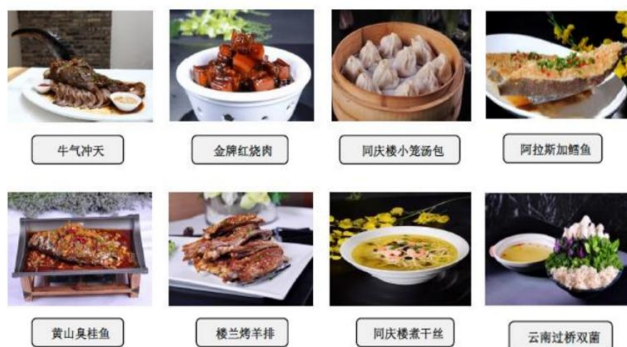 牛气冲天
金牌红烧肉
同庆楼小笼汤包
阿拉斯加鳕鱼
黄山臭桂鱼
楼兰烤羊排
同庆楼煮干丝
云南过桥双菌